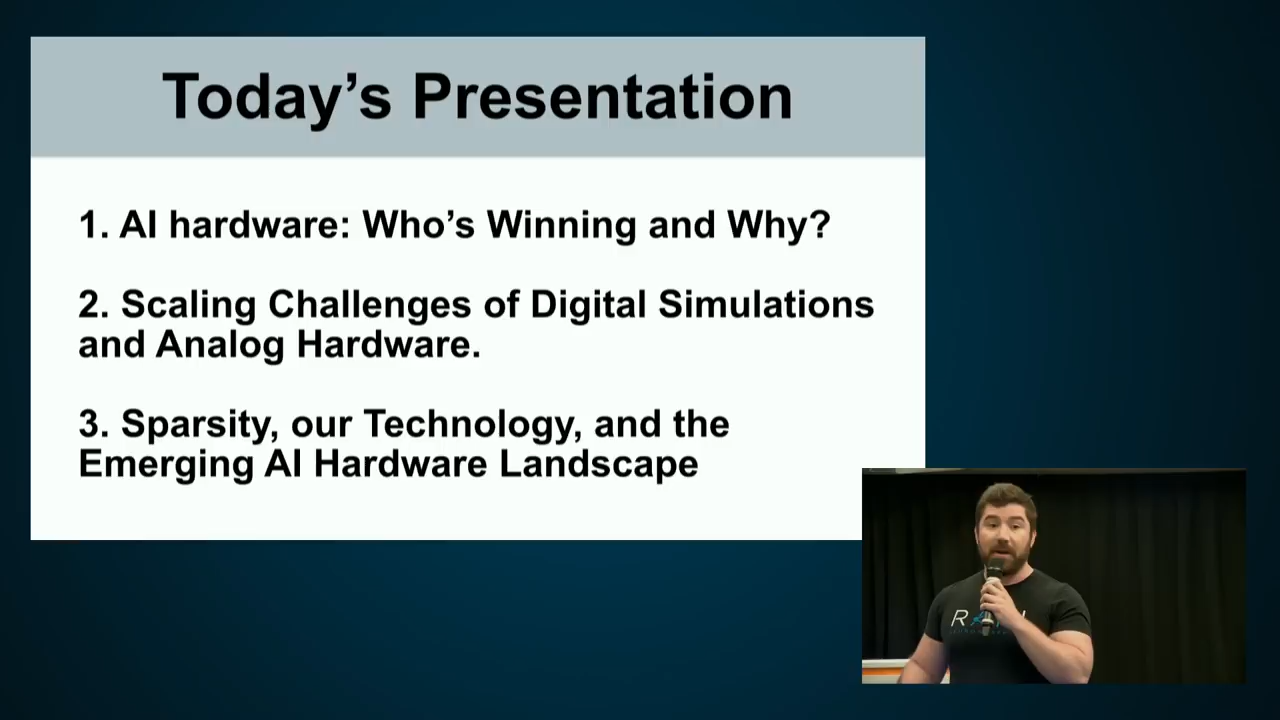 Today’s Presentation
1. AI hardware: Who’s Winning and Why?
2. Scaling Challenges of Digital Simulations
and Analog Hardware.
3. Sparsity, our Technology, and the
Emerging AI Hardware Landscape